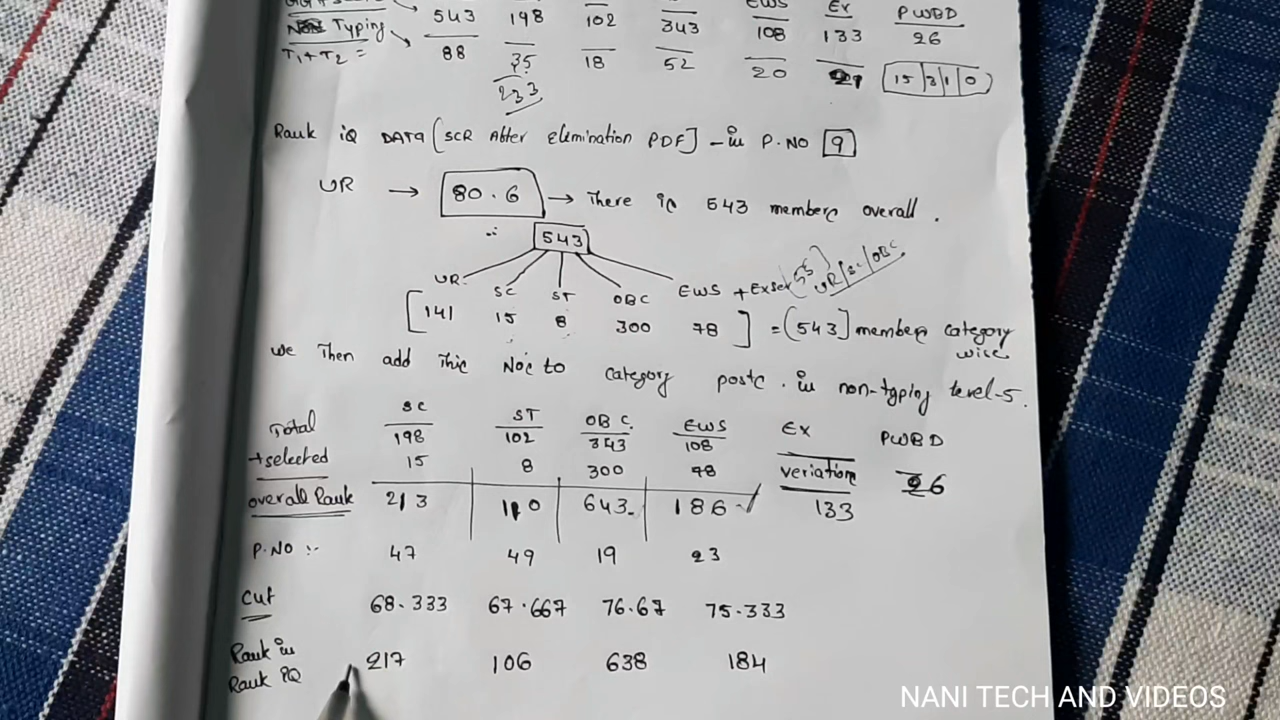 543 198 102 343 EWS 108 Ex 133 PWBD 26
Typing
T1+T2 = 88 35 18 52 20 15 | 3 | 1 | 0
233
Rank iQ DATA [SCR After Elimination PDF] - in P.NO 9
UR → 80.6 → There is 543 members overall.
∴ 543
UR SC ST OBC EWS + Exser (55) UR/SC/OBC
[141 15 8 300 78] = (543] members category wise
we Then add This No's to category posts. in non-typing level-5.
SC ST OBC. EWS Ex PWBD
Total 198 102 343 108
+selected 15 8 300 78 veriation 26
overall Rank 213 110 643. 186 133
P.NO :- 47 49 19 23
Cut 68.333 67.667 76.67 75.333
Rank in Rank iQ 217 106 638 184
NANI TECH AND VIDEOS